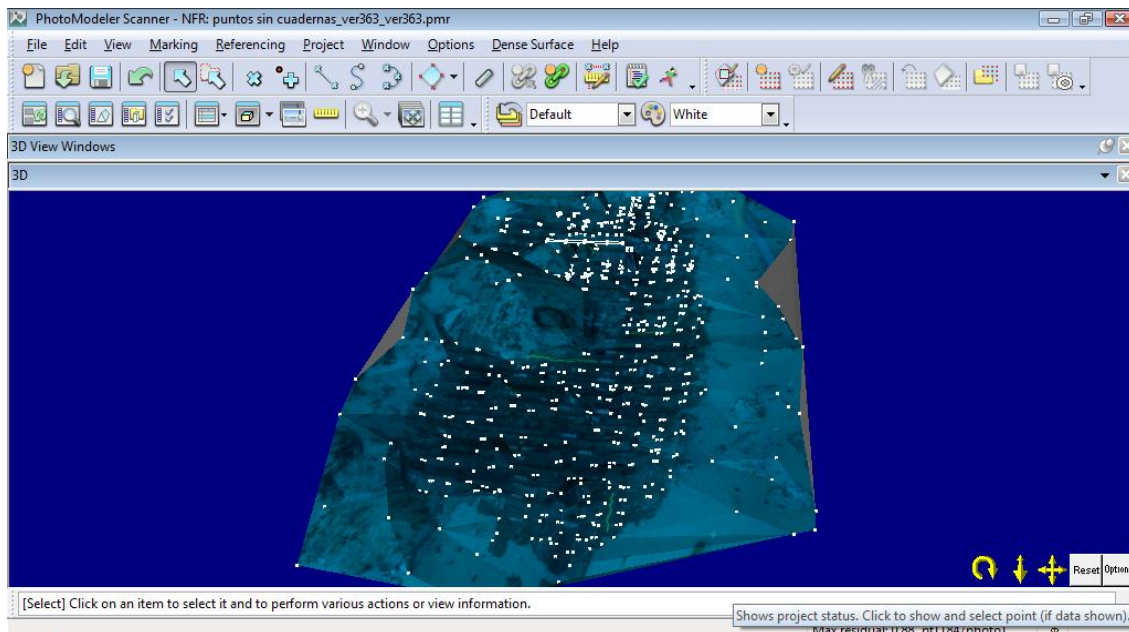 PhotoModeler Scanner - NFR: puntos sin cuadernas_ver363_ver363.pmr
File Edit View Marking Referencing Project Window Options Dense Surface Help
Default White
3D View Windows
3D
Reset Option
[Select] Click on an item to select it and to perform various actions or view information.
Shows project status. Click to show and select point (if data shown).